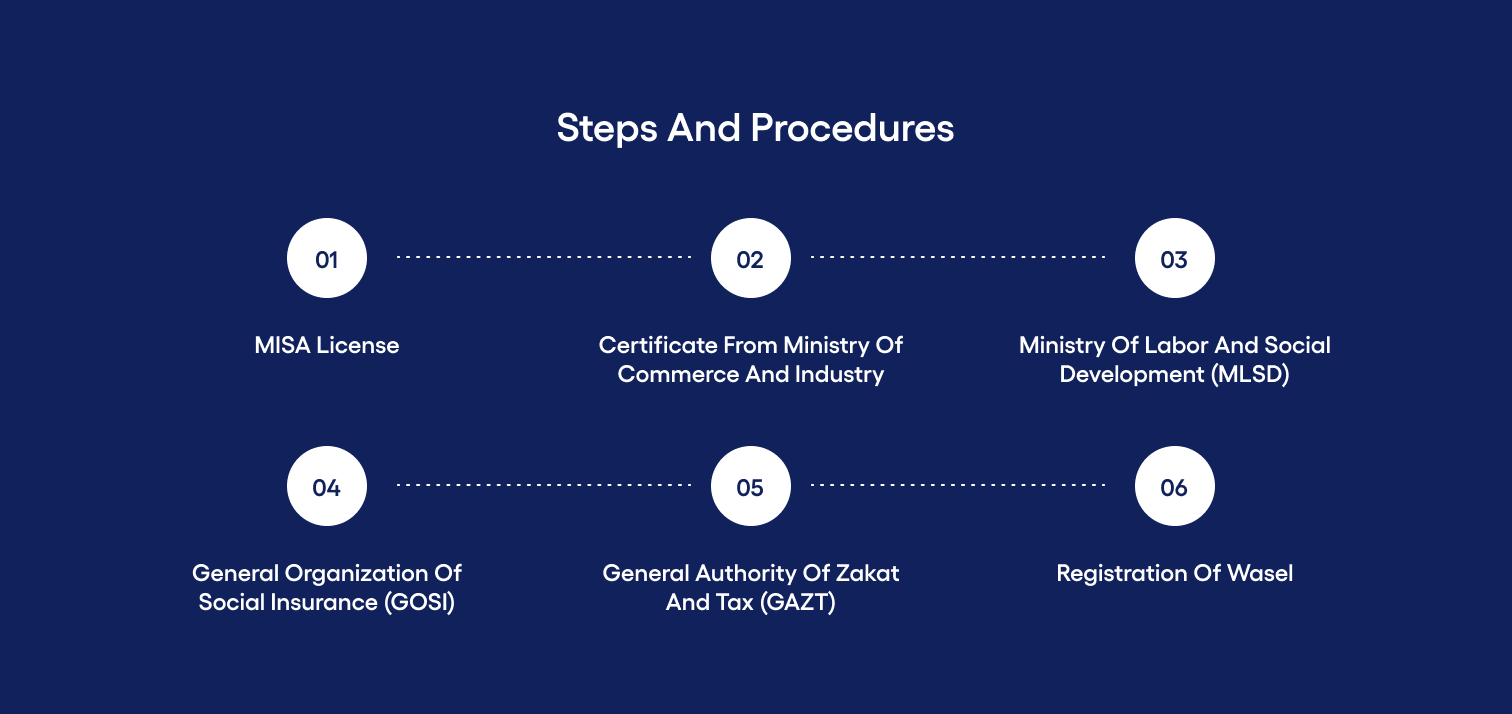 Steps And Procedures
01
02
03
MISA License
Certificate From Ministry Of
Commerce And Industry
Ministry Of Labor And Social
Development (MLSD)
04
05
06
General Organization Of
Social Insurance (GOSI)
General Authority Of Zakat
And Tax (GAZT)
Registration Of Wasel